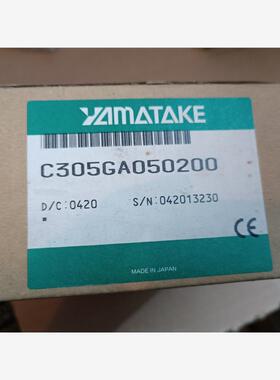 YAMATAKE
C305GA050200
D/C:0420 S/N:042013230
CE
MADE IN JAPAN